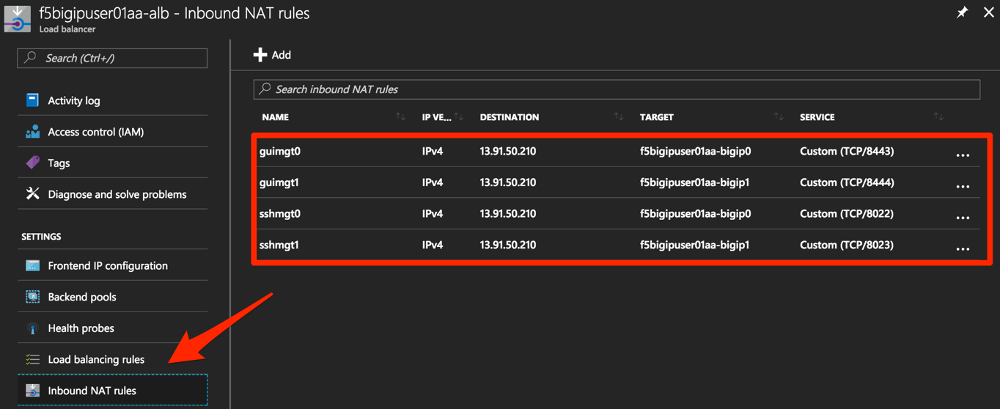 f5bigipuser01aa-alb - Inbound NAT rules
Load balancer
Search (Ctrl+/)
Activity log
Access control (IAM)
Tags
Diagnose and solve problems
SETTINGS
Frontend IP configuration
Backend pools
Health probes
Load balancing rules
Inbound NAT rules
Add
Search inbound NAT rules
NAME IP VE... DESTINATION TARGET SERVICE
guimgt0 IPv4 13.91.50.210 f5bigipuser01aa-bigip0 Custom (TCP/8443) ...
guimgt1 IPv4 13.91.50.210 f5bigipuser01aa-bigip1 Custom (TCP/8444) ...
sshmgt0 IPv4 13.91.50.210 f5bigipuser01aa-bigip0 Custom (TCP/8022) ...
sshmgt1 IPv4 13.91.50.210 f5bigipuser01aa-bigip1 Custom (TCP/8023) ...